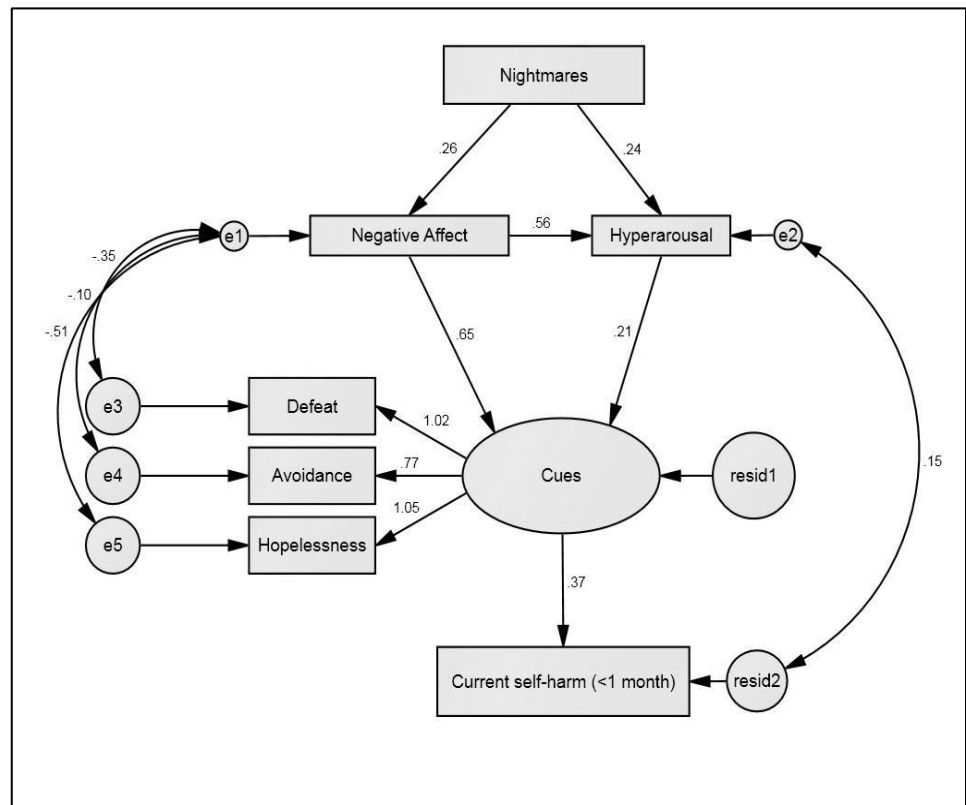 Nightmares
.26
.24
e1
Negative Affect
.56
Hyperarousal
e2
-.35
-.10
-.51
.65
.21
e3
Defeat
1.02
e4
Avoidance
.77
Cues
resid1
.15
e5
Hopelessness
1.05
.37
Current self-harm (<1 month)
resid2